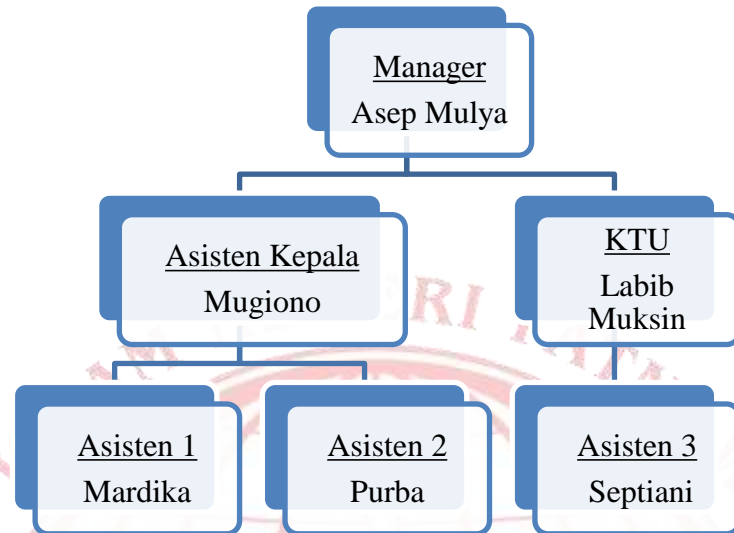 Manager
Asep Mulya
Asisten Kepala
Mugiono
KTU
Labib
Muksin
Asisten 1
Mardika
Asisten 2
Purba
Asisten 3
Septiani